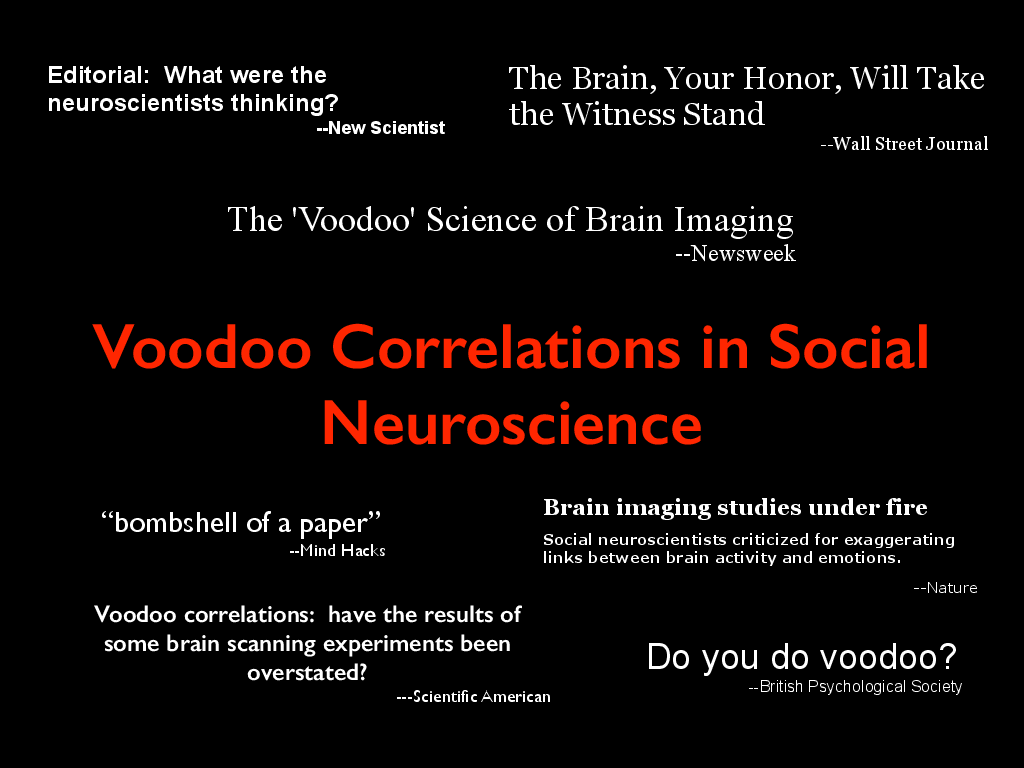 Editorial:  What were the
neuroscientists thinking?
--New Scientist
The Brain, Your Honor, Will Take
the Witness Stand
--Wall Street Journal
The 'Voodoo' Science of Brain Imaging
--Newsweek
Voodoo Correlations in Social
Neuroscience
“bombshell of a paper”
--Mind Hacks
Brain imaging studies under fire
Social neuroscientists criticized for exaggerating
links between brain activity and emotions.
--Nature
Voodoo correlations:  have the results of
some brain scanning experiments been
overstated?
---Scientific American
Do you do voodoo?
--British Psychological Society